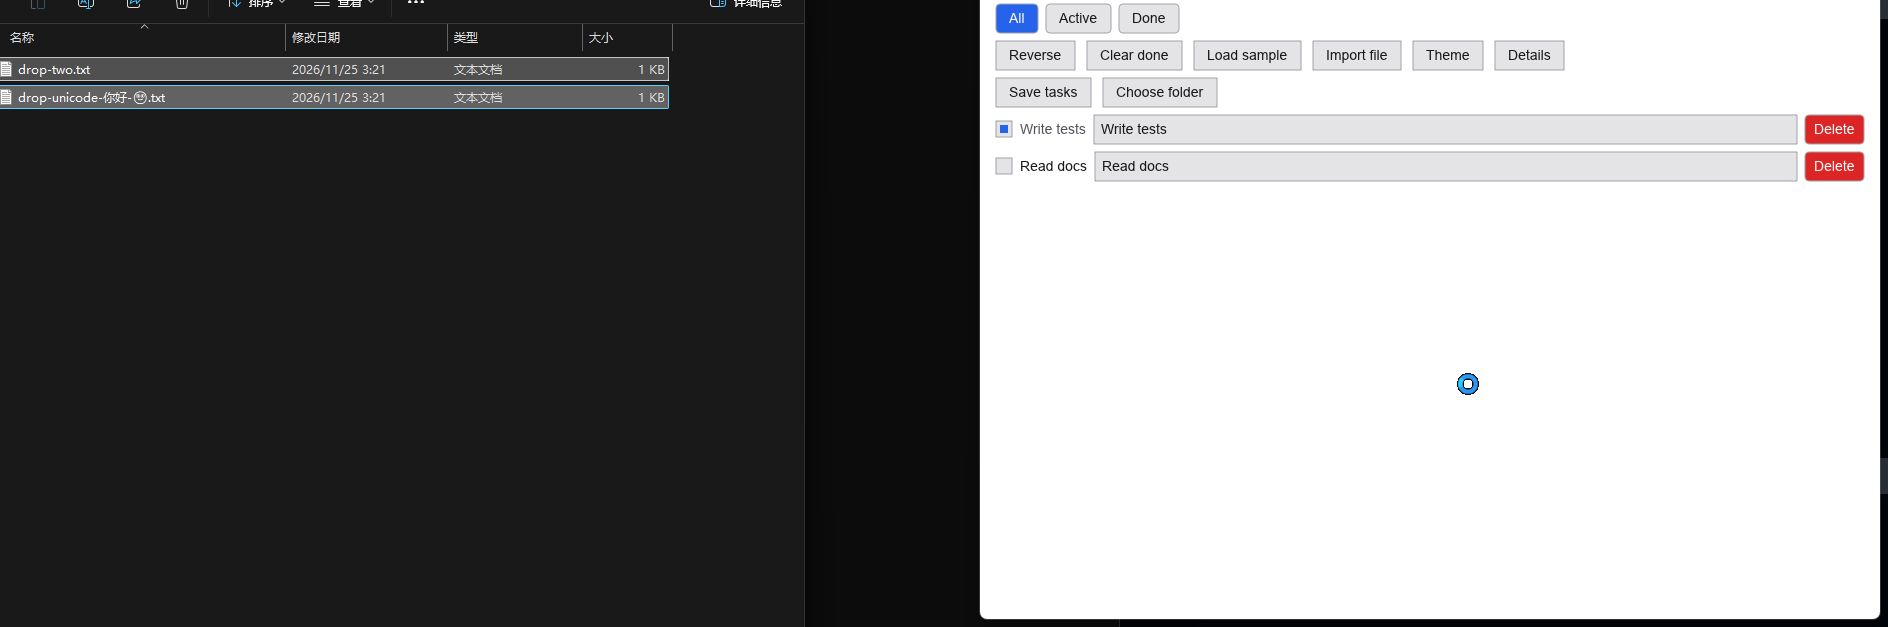 排序 查看 ··· 详细信息
名称 修改日期 类型 大小
drop-two.txt 2026/11/25 3:21 文本文档 1 KB
drop-unicode-你好-🌐.txt 2026/11/25 3:21 文本文档 1 KB
All Active Done
Reverse Clear done Load sample Import file Theme Details
Save tasks Choose folder
Write tests Write tests Delete
Read docs Read docs Delete